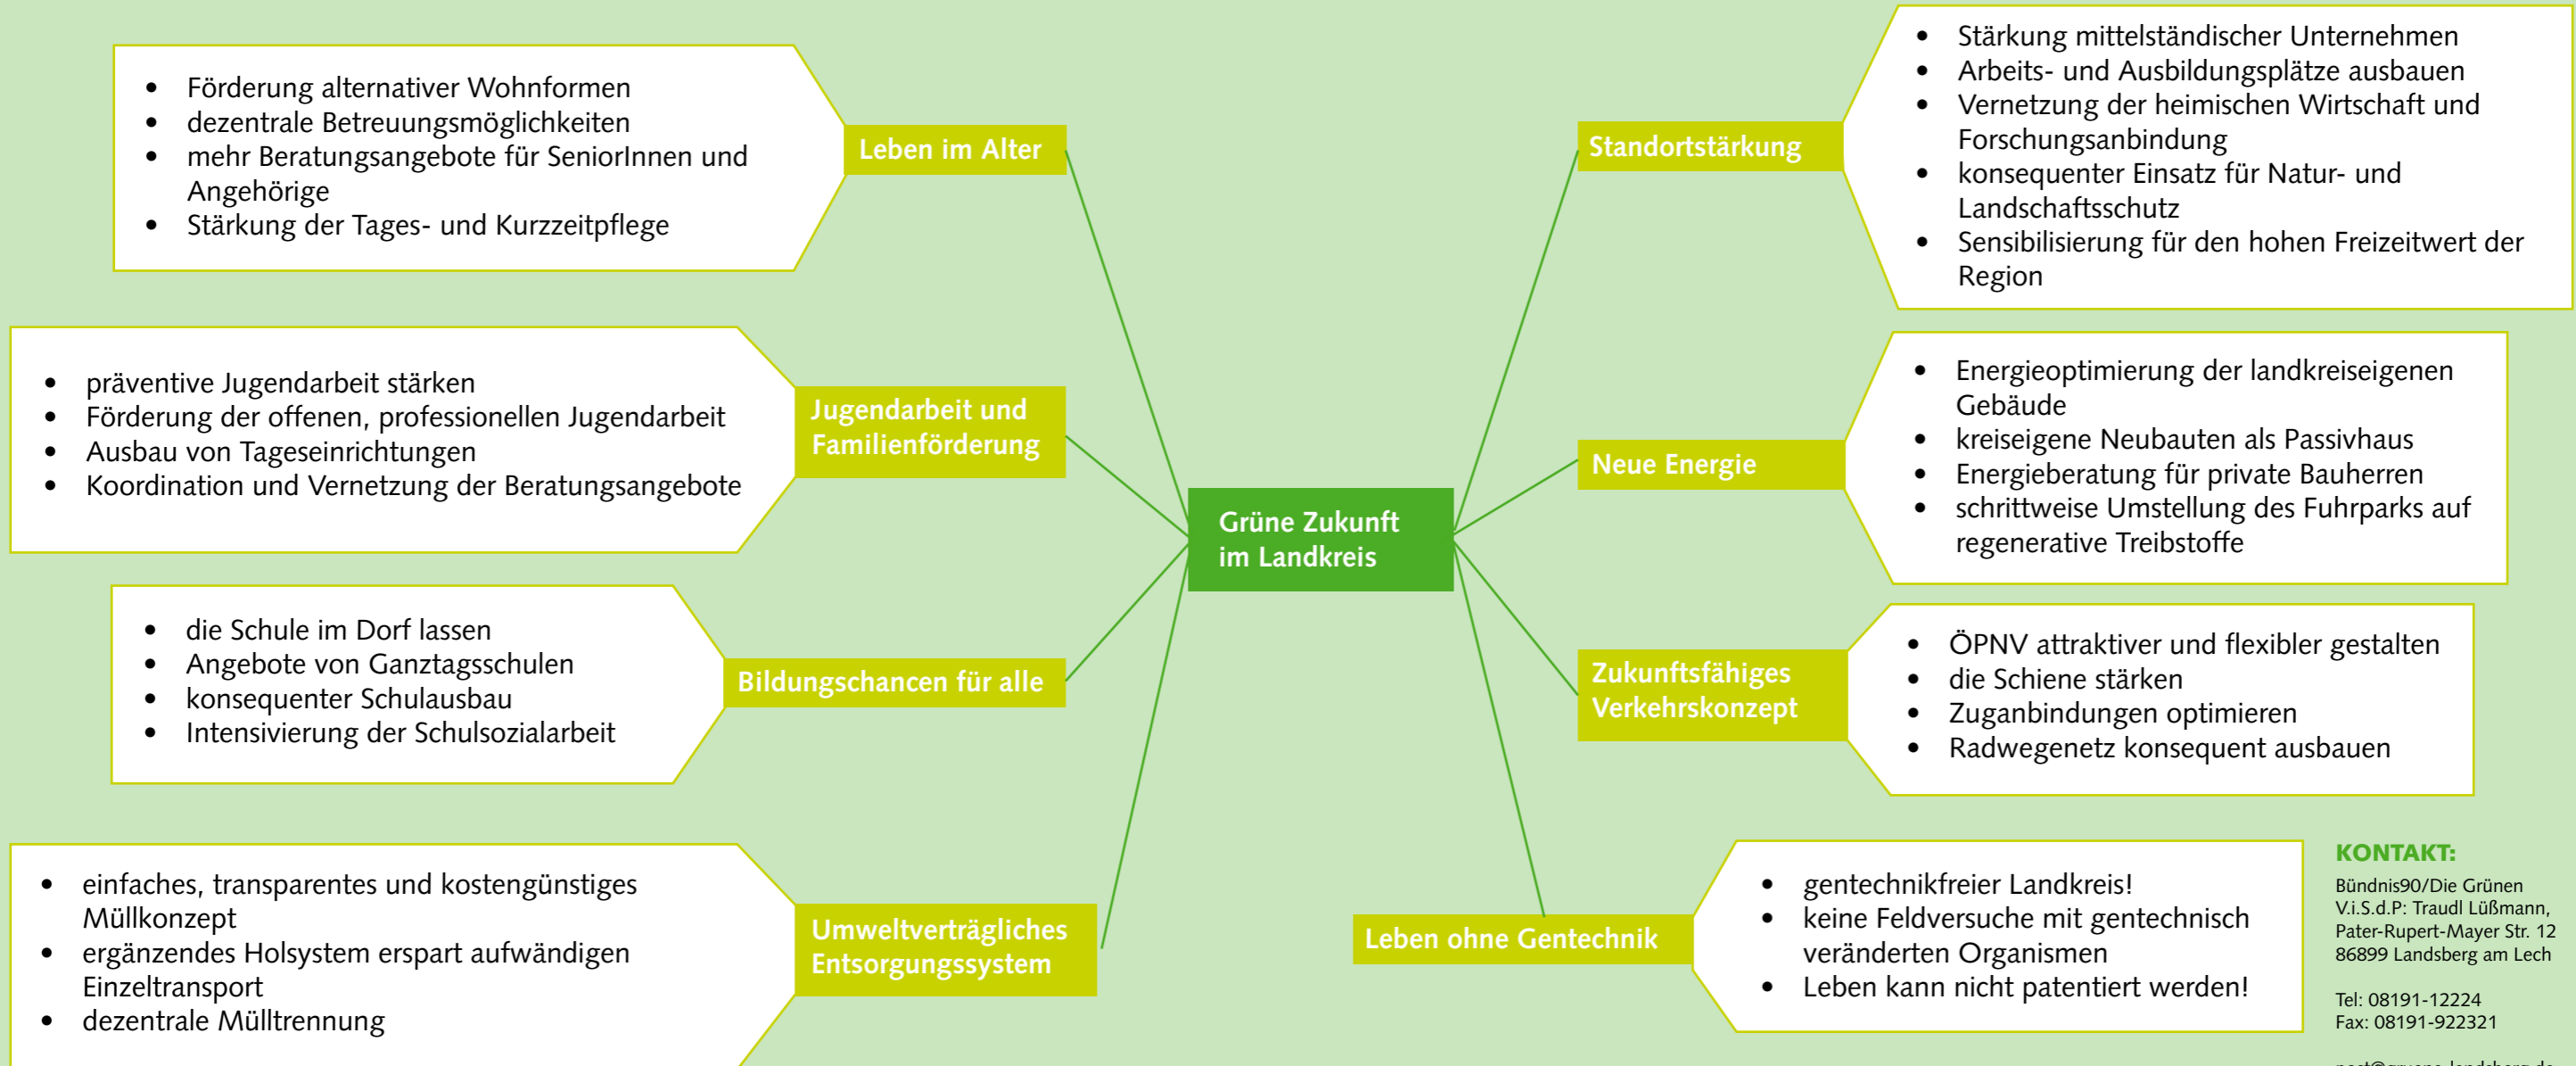 Leben im Alter
• Förderung alternativer Wohnformen
• dezentrale Betreuungsmöglichkeiten
• mehr Beratungsangebote für SeniorInnen und
Angehörige
• Stärkung der Tages- und Kurzzeitpflege
Jugendarbeit und
Familienförderung
• präventive Jugendarbeit stärken
• Förderung der offenen, professionellen Jugendarbeit
• Ausbau von Tageseinrichtungen
• Koordination und Vernetzung der Beratungsangebote
Bildungschancen für alle
• die Schule im Dorf lassen
• Angebote von Ganztagsschulen
• konsequenter Schulausbau
• Intensivierung der Schulsozialarbeit
Umweltverträgliches
Entsorgungssystem
• einfaches, transparentes und kostengünstiges
Müllkonzept
• ergänzendes Holsystem erspart aufwändigen
Einzeltransport
• dezentrale Mülltrennung
Grüne Zukunft
im Landkreis
Standortstärkung
• Stärkung mittelständischer Unternehmen
• Arbeits- und Ausbildungsplätze ausbauen
• Vernetzung der heimischen Wirtschaft und
Forschungsanbindung
• konsequenter Einsatz für Natur- und
Landschaftsschutz
• Sensibilisierung für den hohen Freizeitwert der
Region
Neue Energie
• Energieoptimierung der landkreiseigenen
Gebäude
• kreiseigene Neubauten als Passivhaus
• Energieberatung für private Bauherren
• schrittweise Umstellung des Fuhrparks auf
regenerative Treibstoffe
Zukunftsfähiges
Verkehrskonzept
• ÖPNV attraktiver und flexibler gestalten
• die Schiene stärken
• Zuganbindungen optimieren
• Radwegenetz konsequent ausbauen
Leben ohne Gentechnik
• gentechnikfreier Landkreis!
• keine Feldversuche mit gentechnisch
veränderten Organismen
• Leben kann nicht patentiert werden!
KONTAKT:
Bündnis90/Die Grünen
V.i.S.d.P: Traudl Lüßmann,
Pater-Rupert-Mayer Str. 12
86899 Landsberg am Lech
Tel: 08191-12224
Fax: 08191-922321